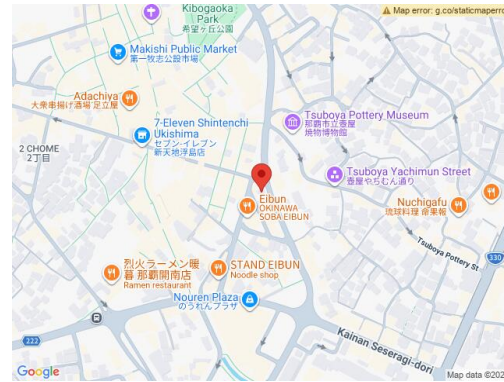 Map error: g.co/staticmaperro
Kibogaoka
Park
希望ヶ丘公園
Makishi Public Market
第一牧志公設市場
Adachiya
大衆串揚げ酒場 足立屋
7-Eleven Shintenchi
Ukishima
セブン-イレブン
新天地浮島店
2 CHOME
2丁目
Tsuboya Pottery Museum
那覇市立壺屋
焼物博物館
Tsuboya Yachimun Street
壺屋やちむん通り
Eibun
OKINAWA
SOBA EIBUN
Nuchigafu
琉球料理 命果報
Tsuboya Pottery St
330
烈火ラーメン暖
暮 那覇開南店
Ramen restaurant
STAND EIBUN
Noodle shop
Nouren Plaza
のうれんプラザ
222
Kainan Seseragi-dori
Google
Map data ©202